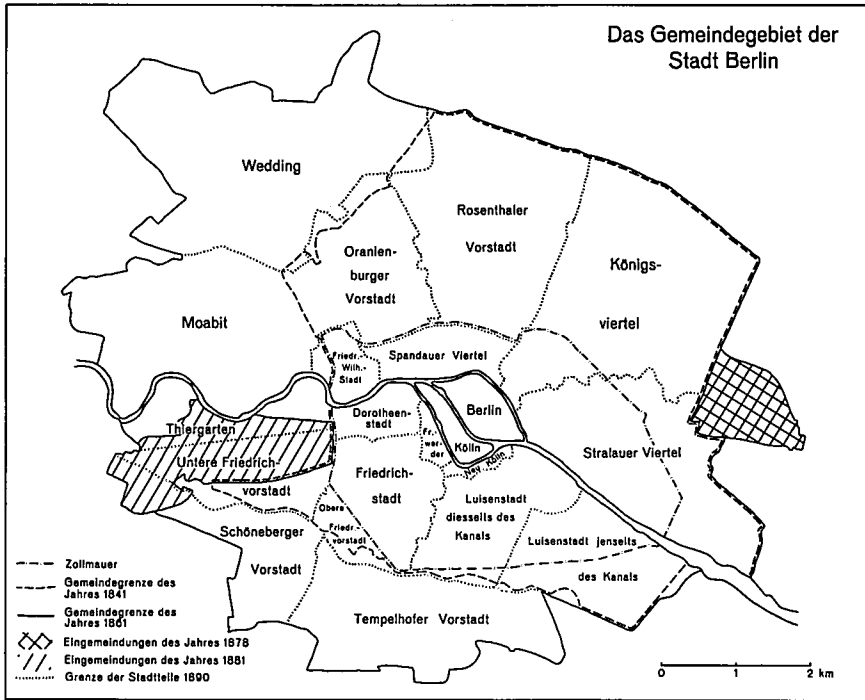 Das Gemeindegebiet der
Stadt Berlin
Wedding
Rosenthaler
Vorstadt
Oranien-
burger
Vorstadt
Königs-
viertel
Moabit
Friedr.-
Wilh.-
Stadt
Spandauer Viertel
Berlin
Dorotheen-
stadt
Thiergarten
Fr.
wer-
der
Kölln
Neu Kölln
Stralauer Viertel
Untere Friedrich-
vorstadt
Friedrich-
stadt
Obere
Friedr.-
vorstadt
Luisenstadt
diesseits des
Kanals
Luisenstadt jenseits
des Kanals
Schöneberger
Vorstadt
Tempelhofer Vorstadt
Zollmauer
Gemeindegrenze des
Jahres 1841
Gemeindegrenze des
Jahres 1861
Eingemeindungen des Jahres 1878
Eingemeindungen des Jahres 1881
Grenze der Stadtteile 1890
0 1 2 km